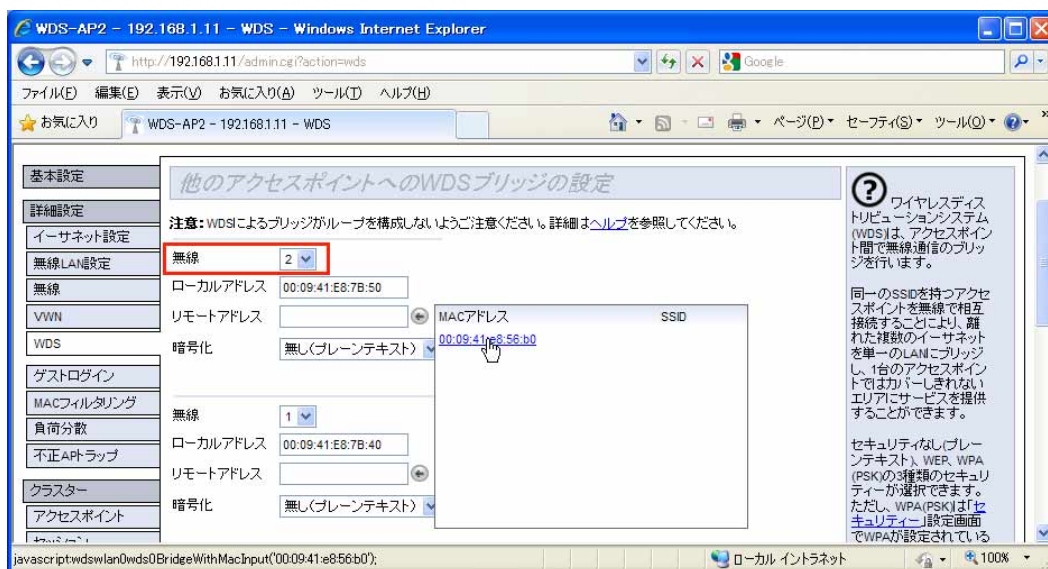 WDS-AP2 - 192.168.1.11 - WDS - Windows Internet Explorer
http://192.168.1.11/admin.cgi?action=wds
Google
ファイル(F) 編集(E) 表示(V) お気に入り(A) ツール(T) ヘルプ(H)
お気に入り
WDS-AP2 - 192.168.1.11 - WDS
ページ(P) セーフティ(S) ツール(O)
基本設定
詳細設定
イーサネット設定
無線LAN設定
無線
VWN
WDS
ゲストログイン
MACフィルタリング
負荷分散
不正APトラップ
クラスター
アクセスポイント
セッション
他のアクセスポイントへのWDSブリッジの設定
注意:WDSによるブリッジがループを構成しないようご注意ください。詳細はヘルプを参照してください。
無線 2
ローカルアドレス 00:09:41:E8:7B:50
リモートアドレス
暗号化 無し(プレーンテキスト)
MACアドレス SSID
00:09:41:e8:56:b0
無線 1
ローカルアドレス 00:09:41:E8:7B:40
リモートアドレス
暗号化 無し(プレーンテキスト)
?
ワイヤレスディス
トリビューションシステム
(WDS)は、アクセスポイン
ト間で無線通信のブリッ
ジを行います。
同一のSSIDを持つアクセ
スポイントを無線で相互
接続することにより、離
れた複数のイーサネット
を単一のLANにブリッジ
し、1台のアクセスポイン
トではカバーしきれない
エリアにサービスを提供
することができます。
セキュリティなし(プレー
ンテキスト)、WEP、WPA
(PSK)の3種類のセキュリ
ティーが選択できます。
ただし、WPA(PSK)は「セ
キュリティー」設定画面
でWPAが設定されている
javascript:wdswlan0wds0BridgeWithMacInput('00:09:41:e8:56:b0');
ローカル イントラネット
100%